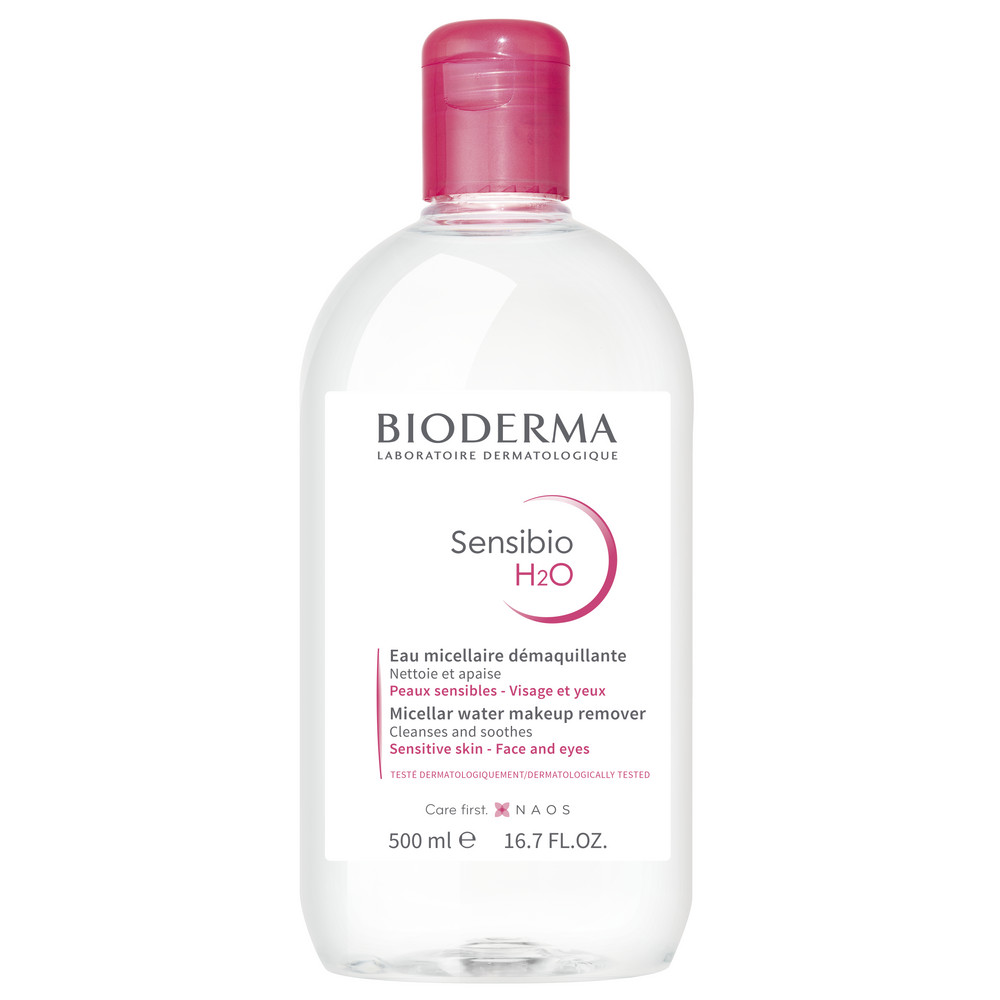 BIODERMA
LABORATOIRE DERMATOLOGIQUE
Sensibio
H2O
Eau micellaire démaquillante
Nettoie et apaise
Peaux sensibles - Visage et yeux
Micellar water makeup remover
Cleanses and soothes
Sensitive skin - Face and eyes
TESTÉ DERMATOLOGIQUEMENT/DERMATOLOGICALLY TESTED
Care first. NAOS
500 ml ℮ 16.7 FL.OZ.